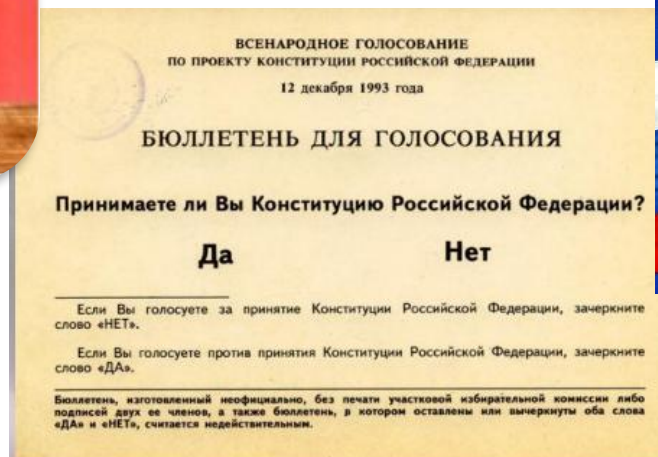 ВСЕНАРОДНОЕ ГОЛОСОВАНИЕ
ПО ПРОЕКТУ КОНСТИТУЦИИ РОССИЙСКОЙ ФЕДЕРАЦИИ
12 декабря 1993 года
БЮЛЛЕТЕНЬ ДЛЯ ГОЛОСОВАНИЯ
Принимаете ли Вы Конституцию Российской Федерации?
Да Нет
Если Вы голосуете за принятие Конституции Российской Федерации, зачеркните
слово «НЕТ».
Если Вы голосуете против принятия Конституции Российской Федерации, зачеркните
слово «ДА».
Бюллетень, изготовленный неофициально, без печати участковой избирательной комиссии либо
подписей двух ее членов, а также бюллетень, в котором оставлены или вычеркнуты оба слова
«ДА» и «НЕТ», считается недействительным.